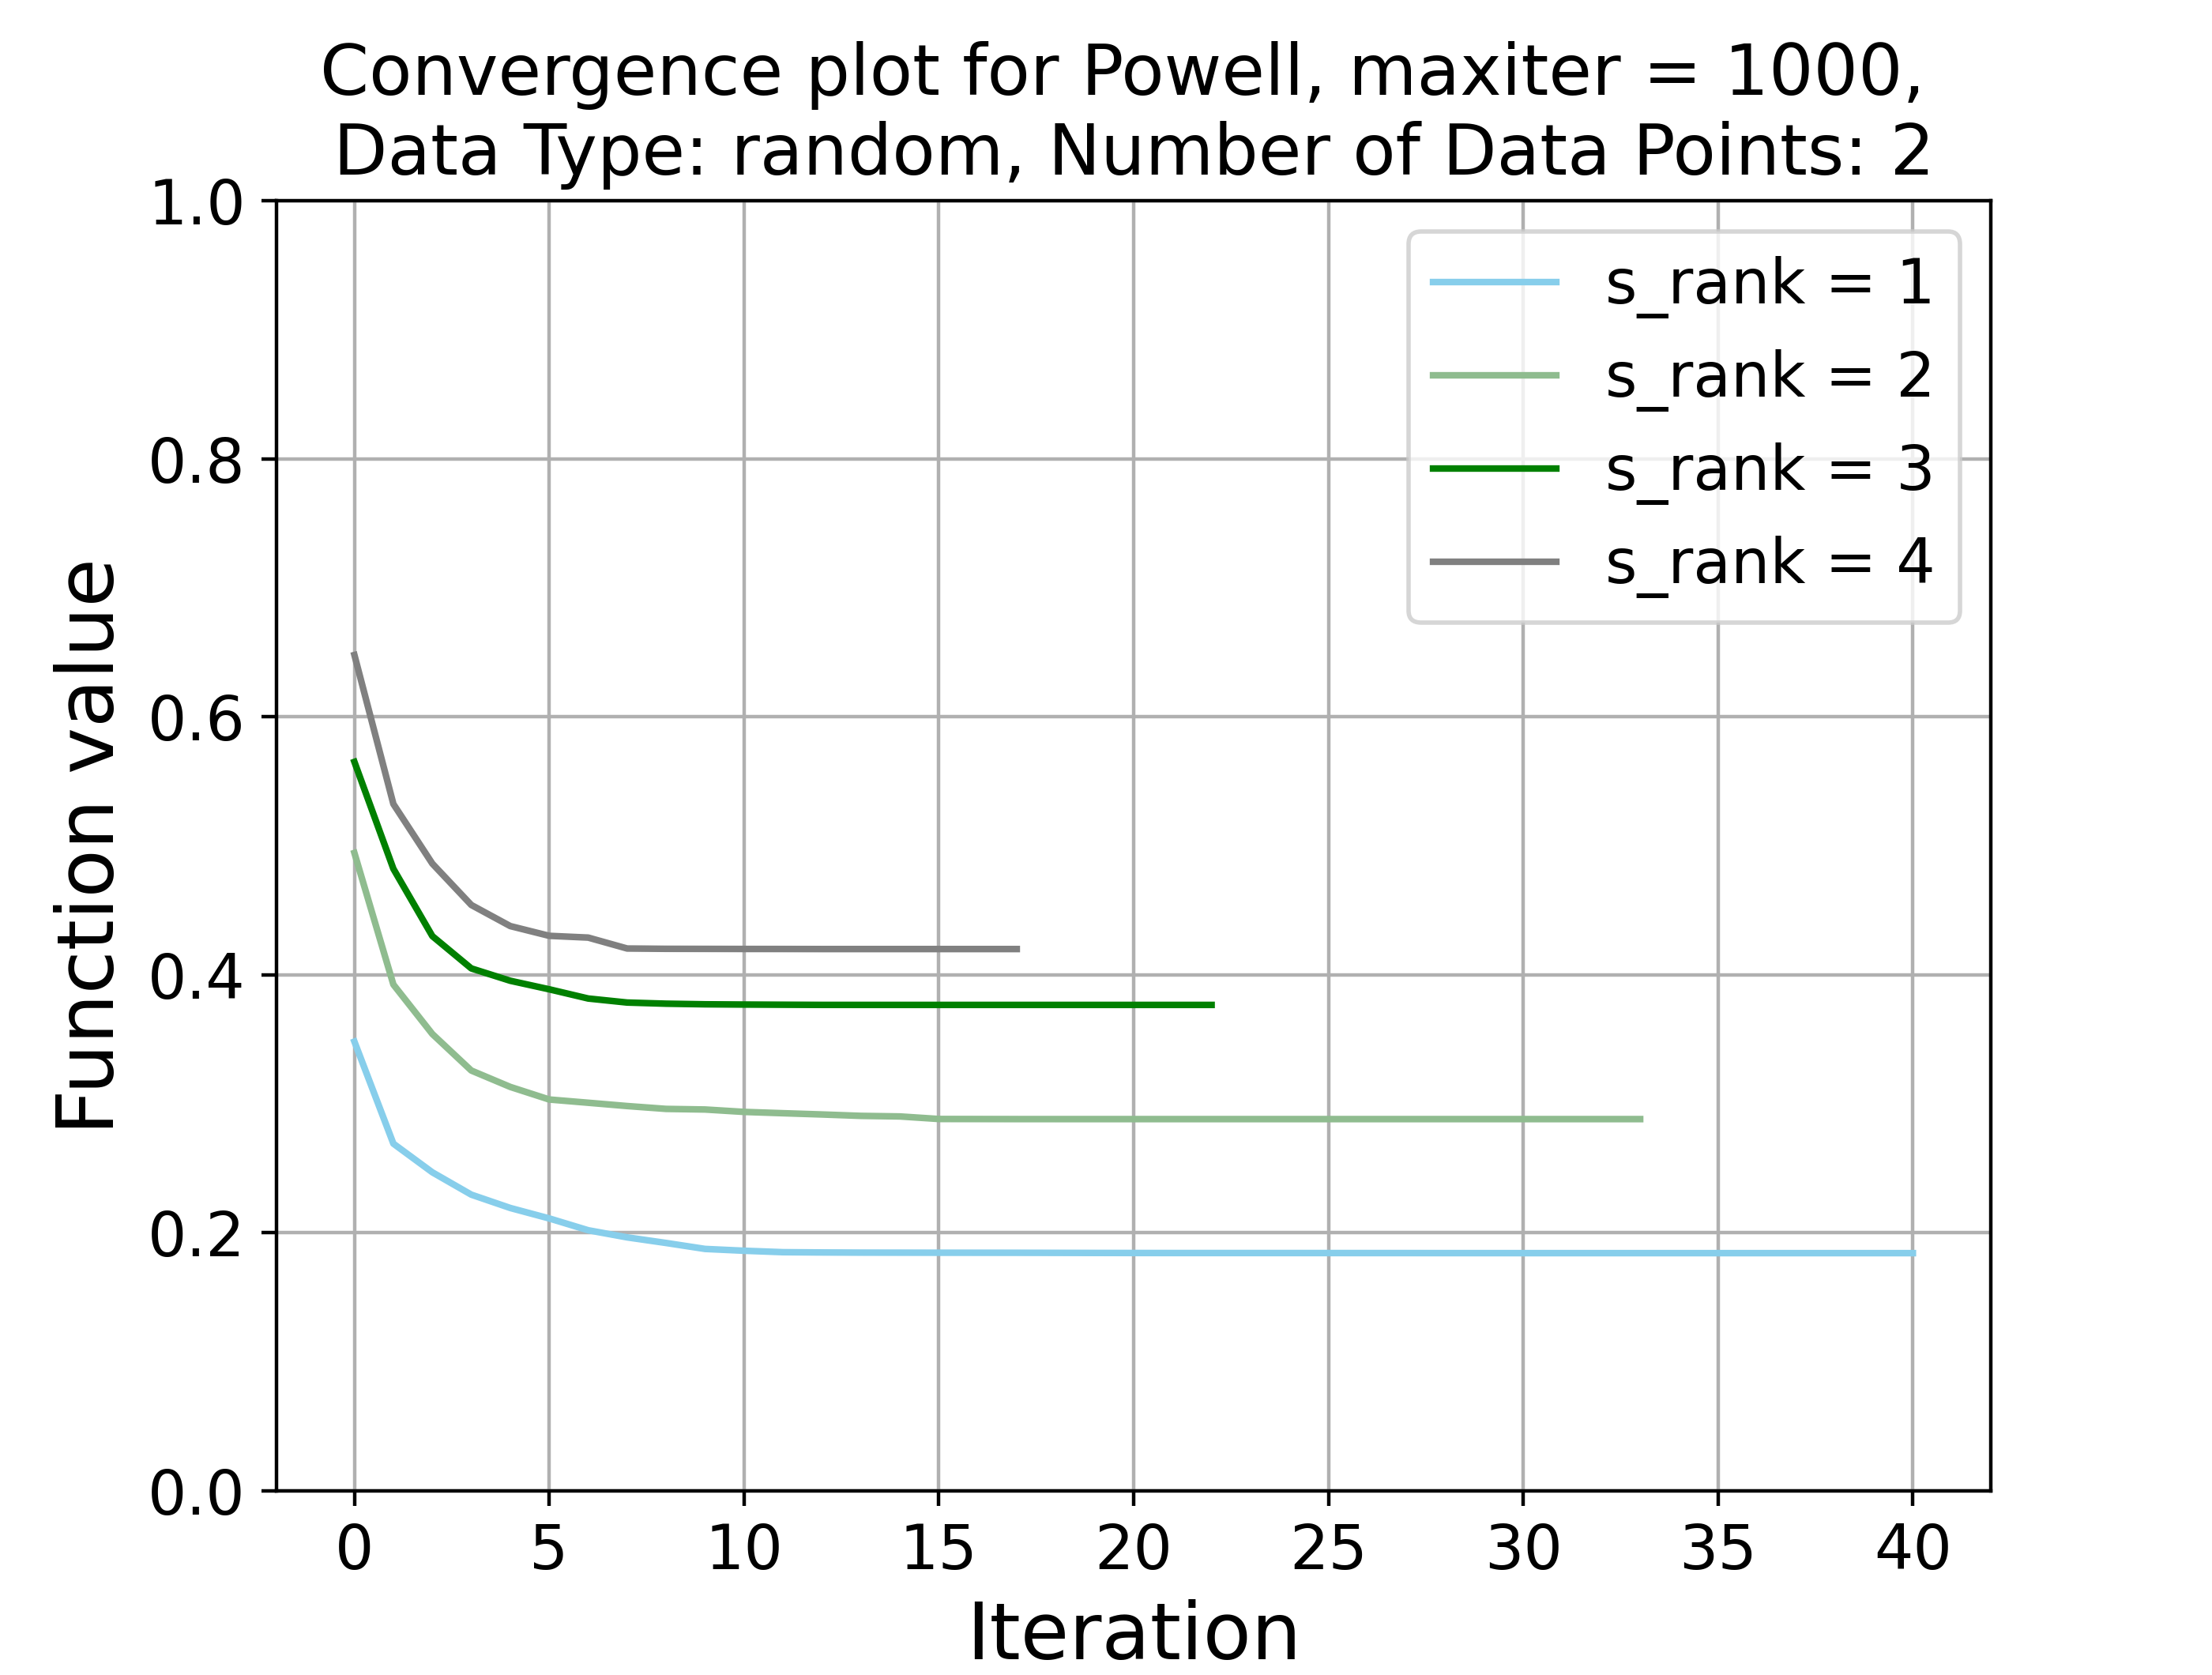 Convergence plot for Powell, maxiter = 1000,
Data Type: random, Number of Data Points: 2
1.0
0.8
0.6
0.4
0.2
0.0
Function value
s_rank = 1
s_rank = 2
s_rank = 3
s_rank = 4
0 5 10 15 20 25 30 35 40
Iteration